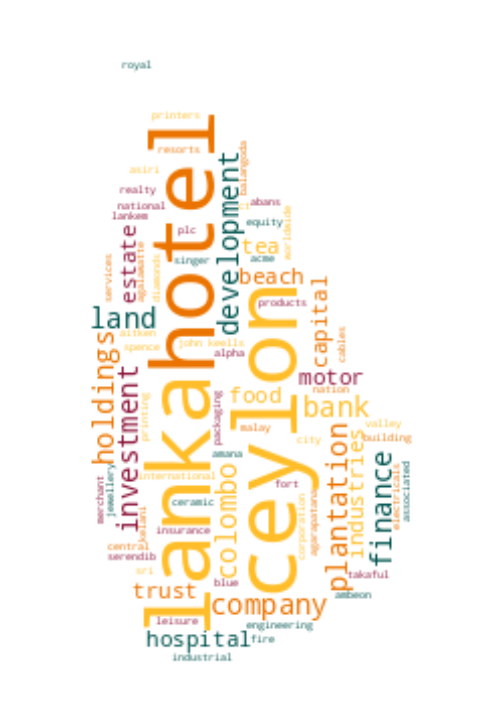 royal
printers
hotel
resorts
asiri
balangoda
development
realty
abans
national
ct
worldwide
lankem
equity
plc
estate
tea
agalawatte
singer
acme
services
diamonds
beach
ceylon
products
capital
land
cables
aitken
john keells
spence
alpha
holdings
lanka
investment
motor
nation
food
bank
printing
packaging
malay
valley
city
building
plantation
industries
finance
amana
colombo
international
jewellery
merchant
electricals
associated
fort
ceramic
corporation
agarapatana
kelani
insurance
central
serendib
sri
blue
takaful
trust
ambeon
company
leisure
engineering
hospital
fire
industrial